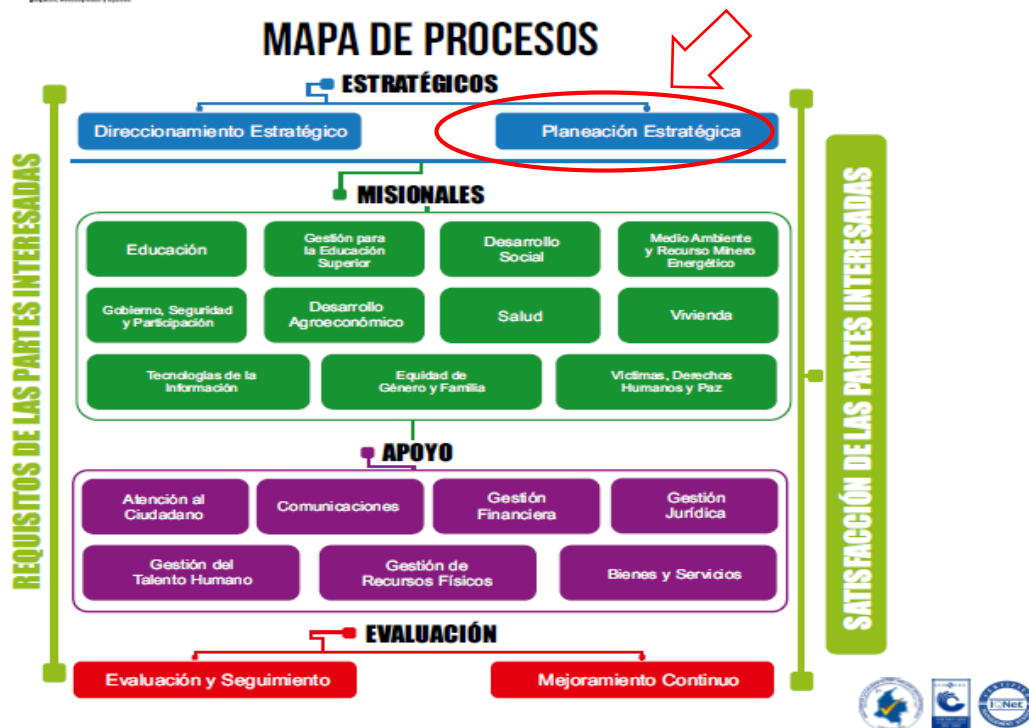 MAPA DE PROCESOS
ESTRATÉGICOS
Direccionamiento Estratégico
Planeación Estratégica
REQUISITOS DE LAS PARTES INTERESADAS
MISIONALES
Educación
Gestión para
la Educación
Superior
Desarrollo
Social
Medio Ambiente
y Recurso Minero
Energético
Gobierno, Seguridad
y Participación
Desarrollo
Agroeconómico
Salud
Vivienda
Tecnologías de la
Información
Equidad de
Género y Familia
Víctimas, Derechos
Humanos y Paz
SATISFACCIÓN DE LAS PARTES INTERESADAS
APOYO
Atención al
Ciudadano
Comunicaciones
Gestión
Financiera
Gestión
Jurídica
Gestión del
Talento Humano
Gestión de
Recursos Físicos
Bienes y Servicios
EVALUACIÓN
Evaluación y Seguimiento
Mejoramiento Continuo
IQNet